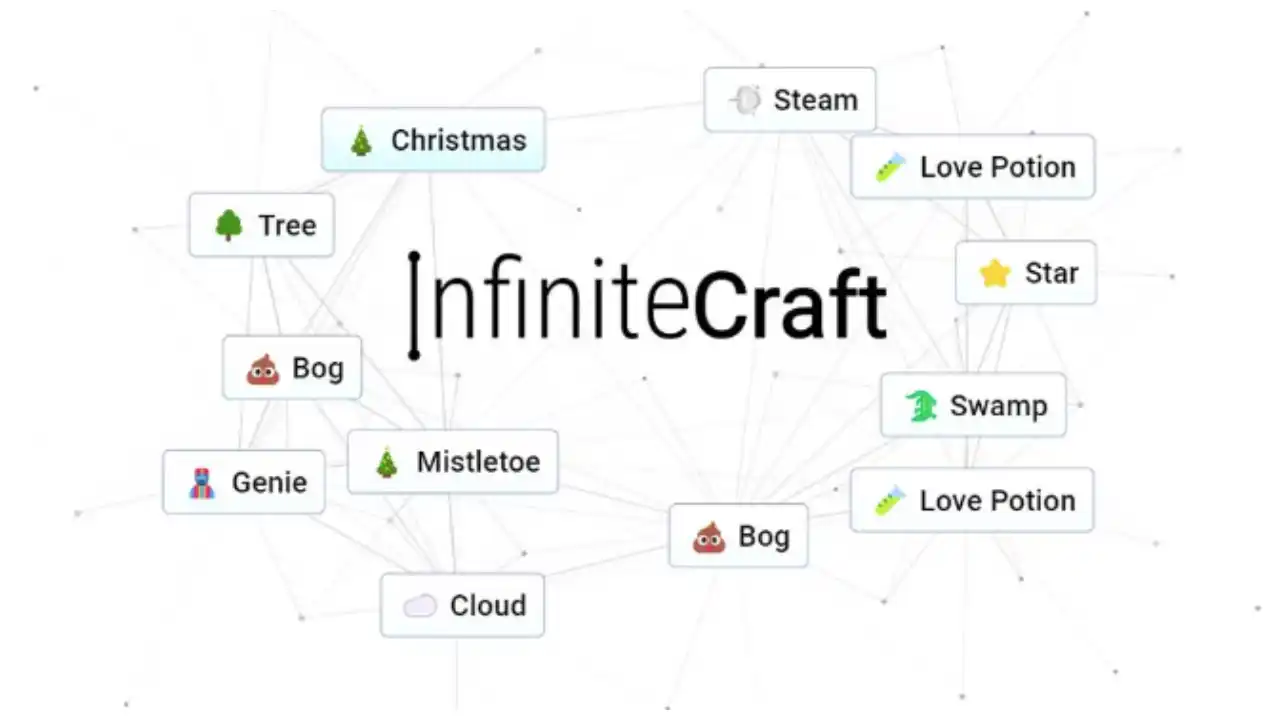 Steam
Christmas
Love Potion
Tree
Star
InfiniteCraft
Bog
Swamp
Mistletoe
Genie
Love Potion
Bog
Cloud